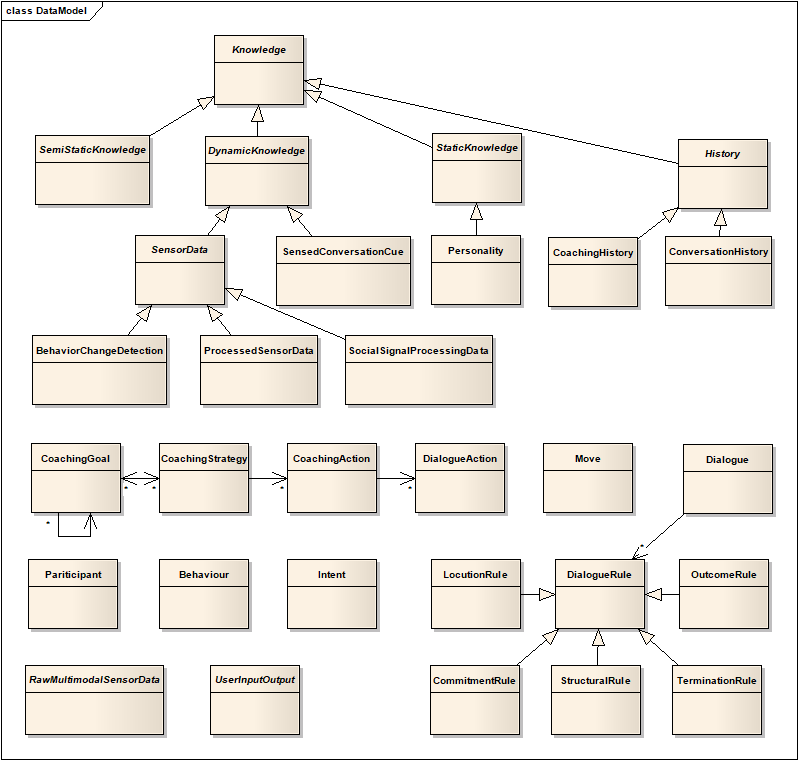 class DataModel
Knowledge
SemiStaticKnowledge
DynamicKnowledge
StaticKnowledge
History
SensorData
SensedConversationCue
Personality
CoachingHistory
ConversationHistory
BehaviorChangeDetection
ProcessedSensorData
SocialSignalProcessingData
CoachingGoal
CoachingStrategy
CoachingAction
DialogueAction
Move
Dialogue
* * * *
*
*
Pariticipant
Behaviour
Intent
LocutionRule
DialogueRule
OutcomeRule
RawMultimodalSensorData
UserInputOutput
CommitmentRule
StructuralRule
TerminationRule